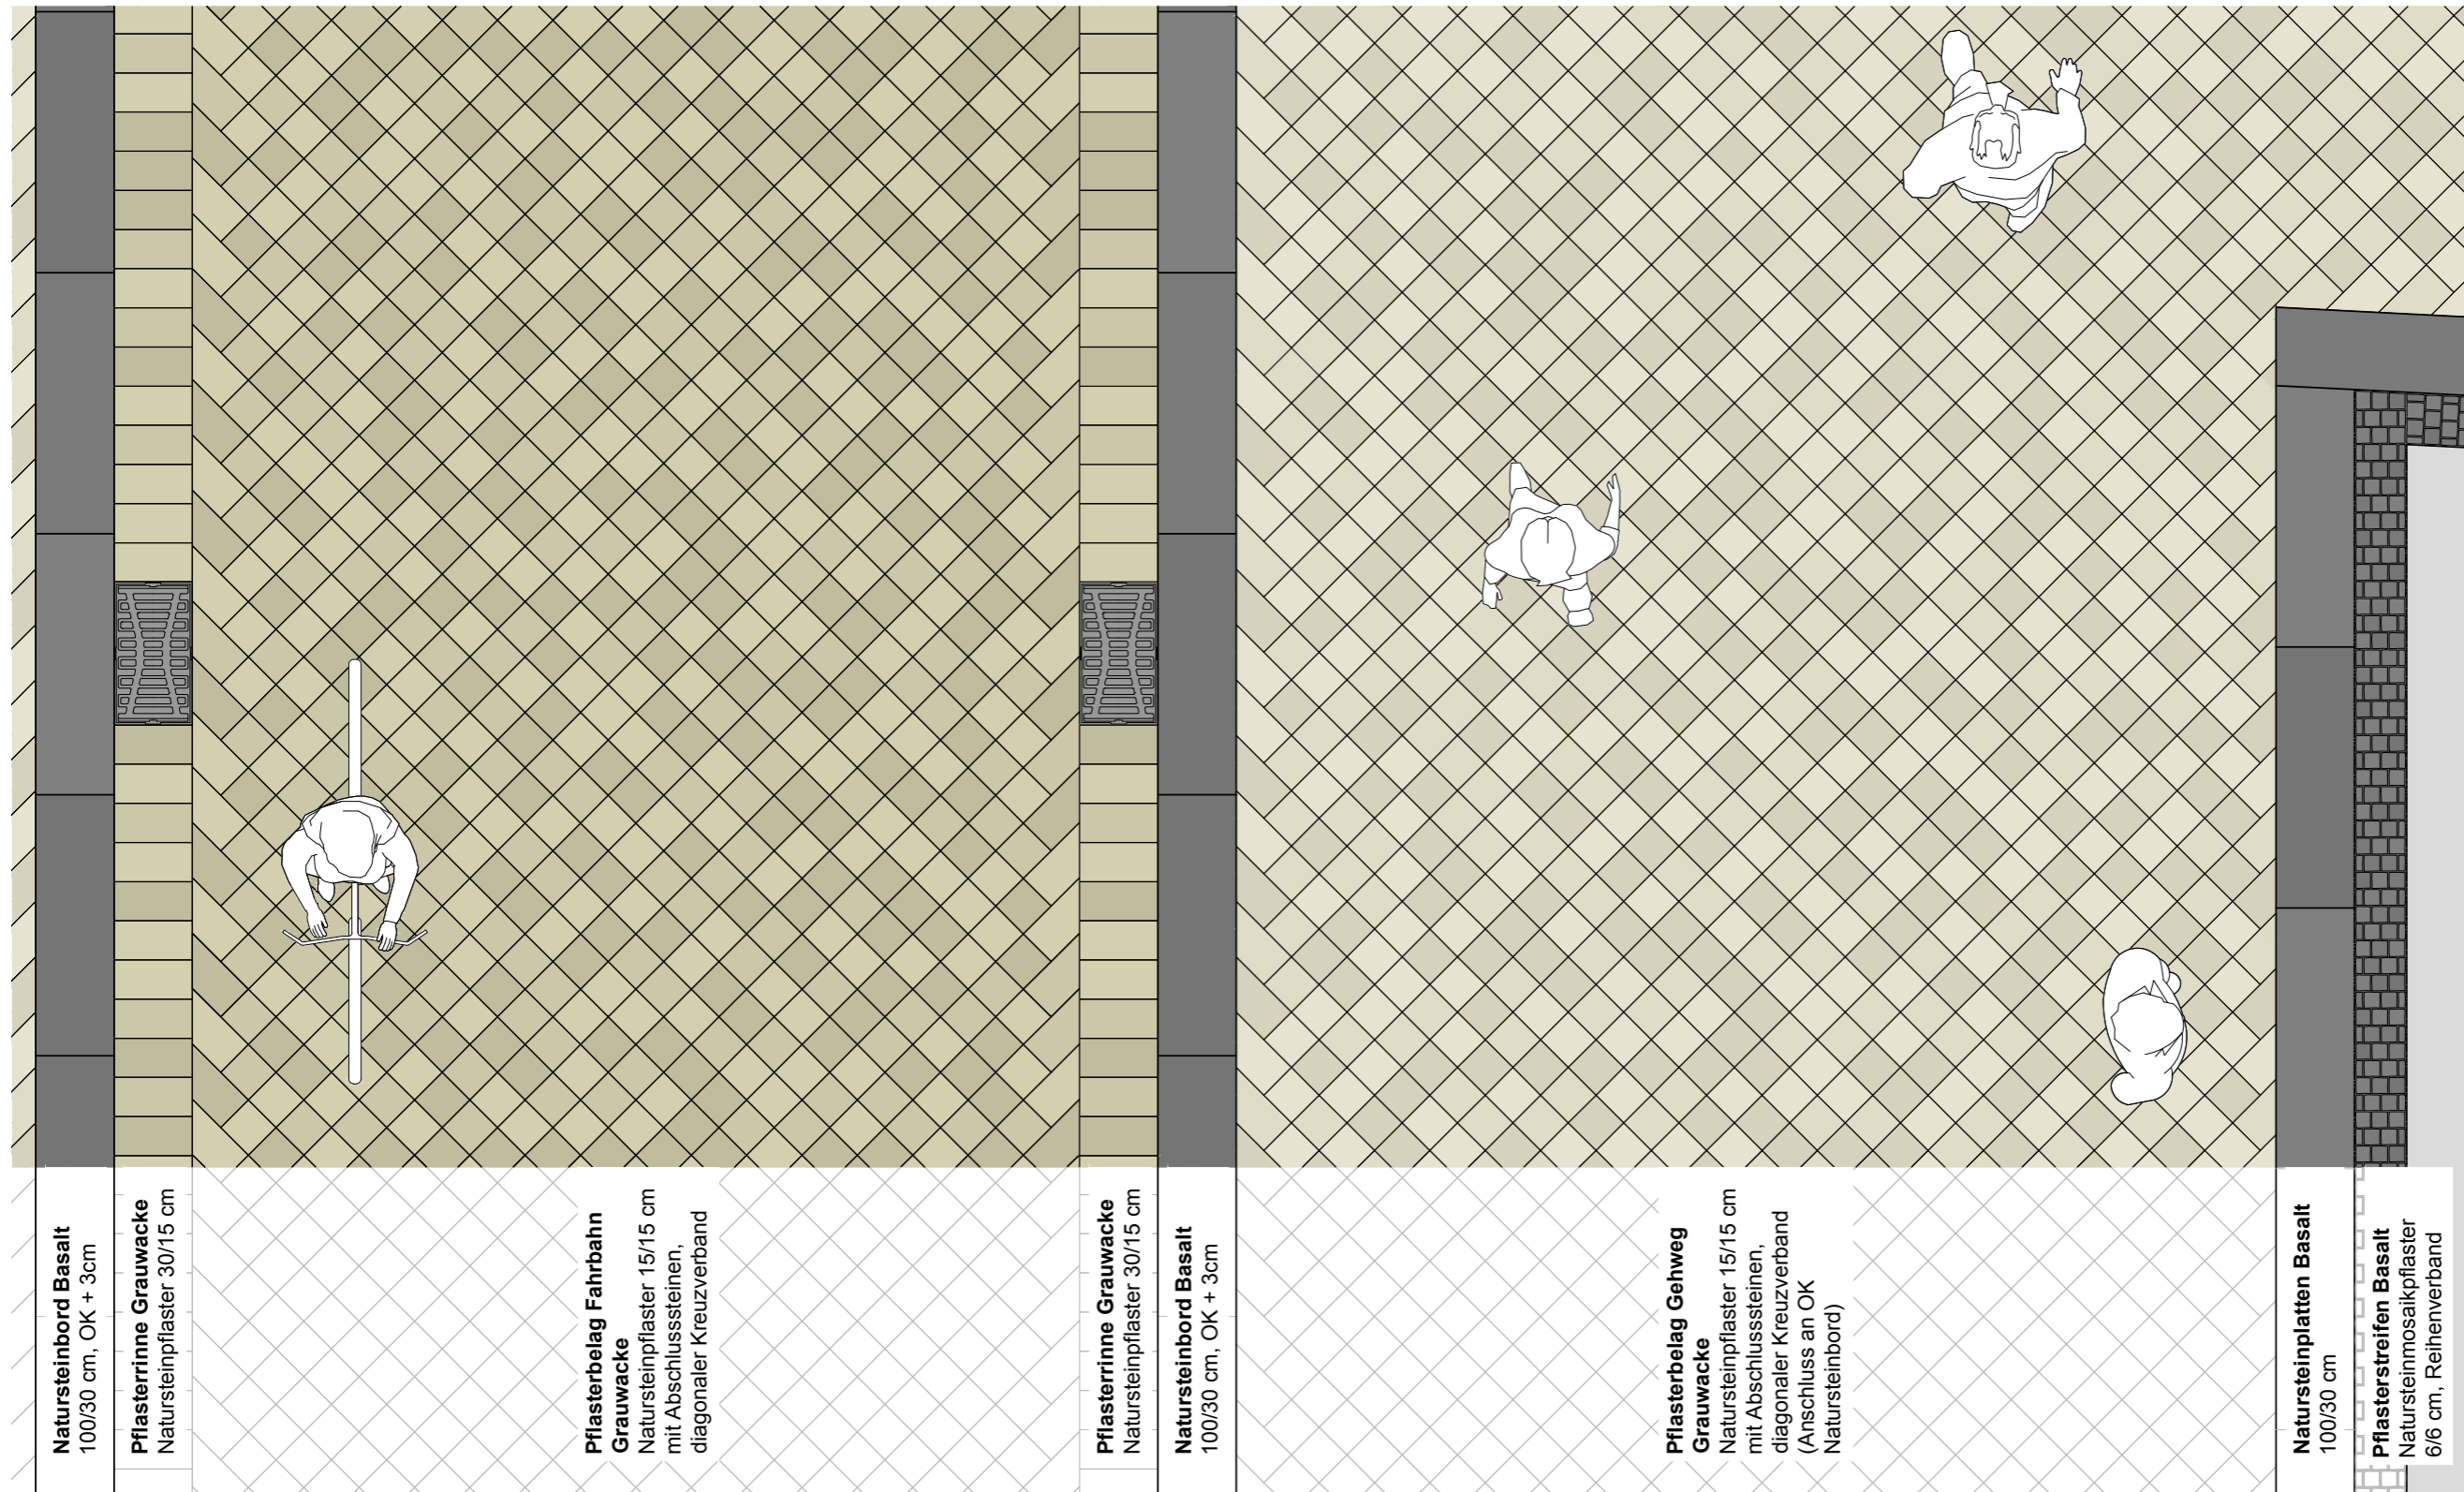 Natursteinbord Basalt
100/30 cm, OK + 3cm
Pflasterrinne Grauwacke
Natursteinpflaster 30/15 cm
Pflasterbelag Fahrbahn
Grauwacke
Natursteinpflaster 15/15 cm
mit Abschlusssteinen,
diagonaler Kreuzverband
Pflasterrinne Grauwacke
Natursteinpflaster 30/15 cm
Natursteinbord Basalt
100/30 cm, OK + 3cm
Pflasterbelag Gehweg
Grauwacke
Natursteinpflaster 15/15 cm
mit Abschlusssteinen,
diagonaler Kreuzverband
(Anschluss an OK
Natursteinbord)
Natursteinplatten Basalt
100/30 cm
Pflasterstreifen Basalt
Natursteinmosaikpflaster
6/6 cm, Reihenverband